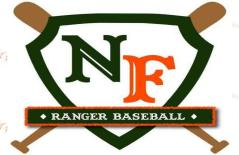 NF
◆ RANGER BASEBALL ◆